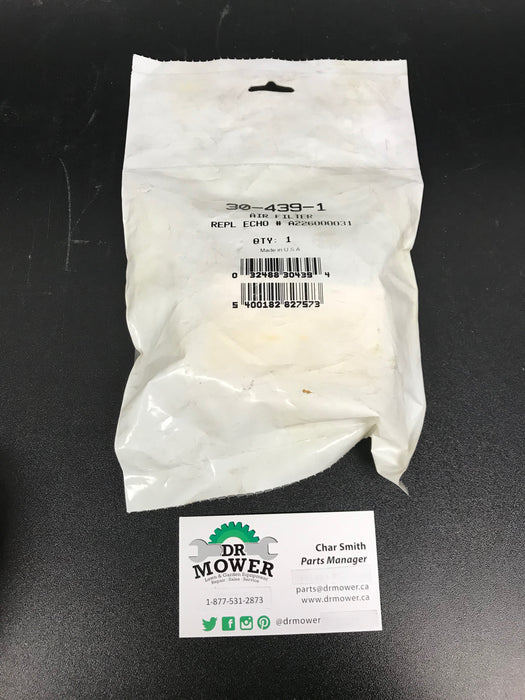 30-439-1
AIR FILTER
REPL ECHO # A226000031
QTY: 1
Made in U.S.A
0 32488 30439 4
5 400182 827573
DR
MOWER
Lawn & Garden Equipment
Repair · Sales · Service
1-877-531-2873
@drmower
Char Smith
Parts Manager
parts@drmower.ca
www.drmower.ca